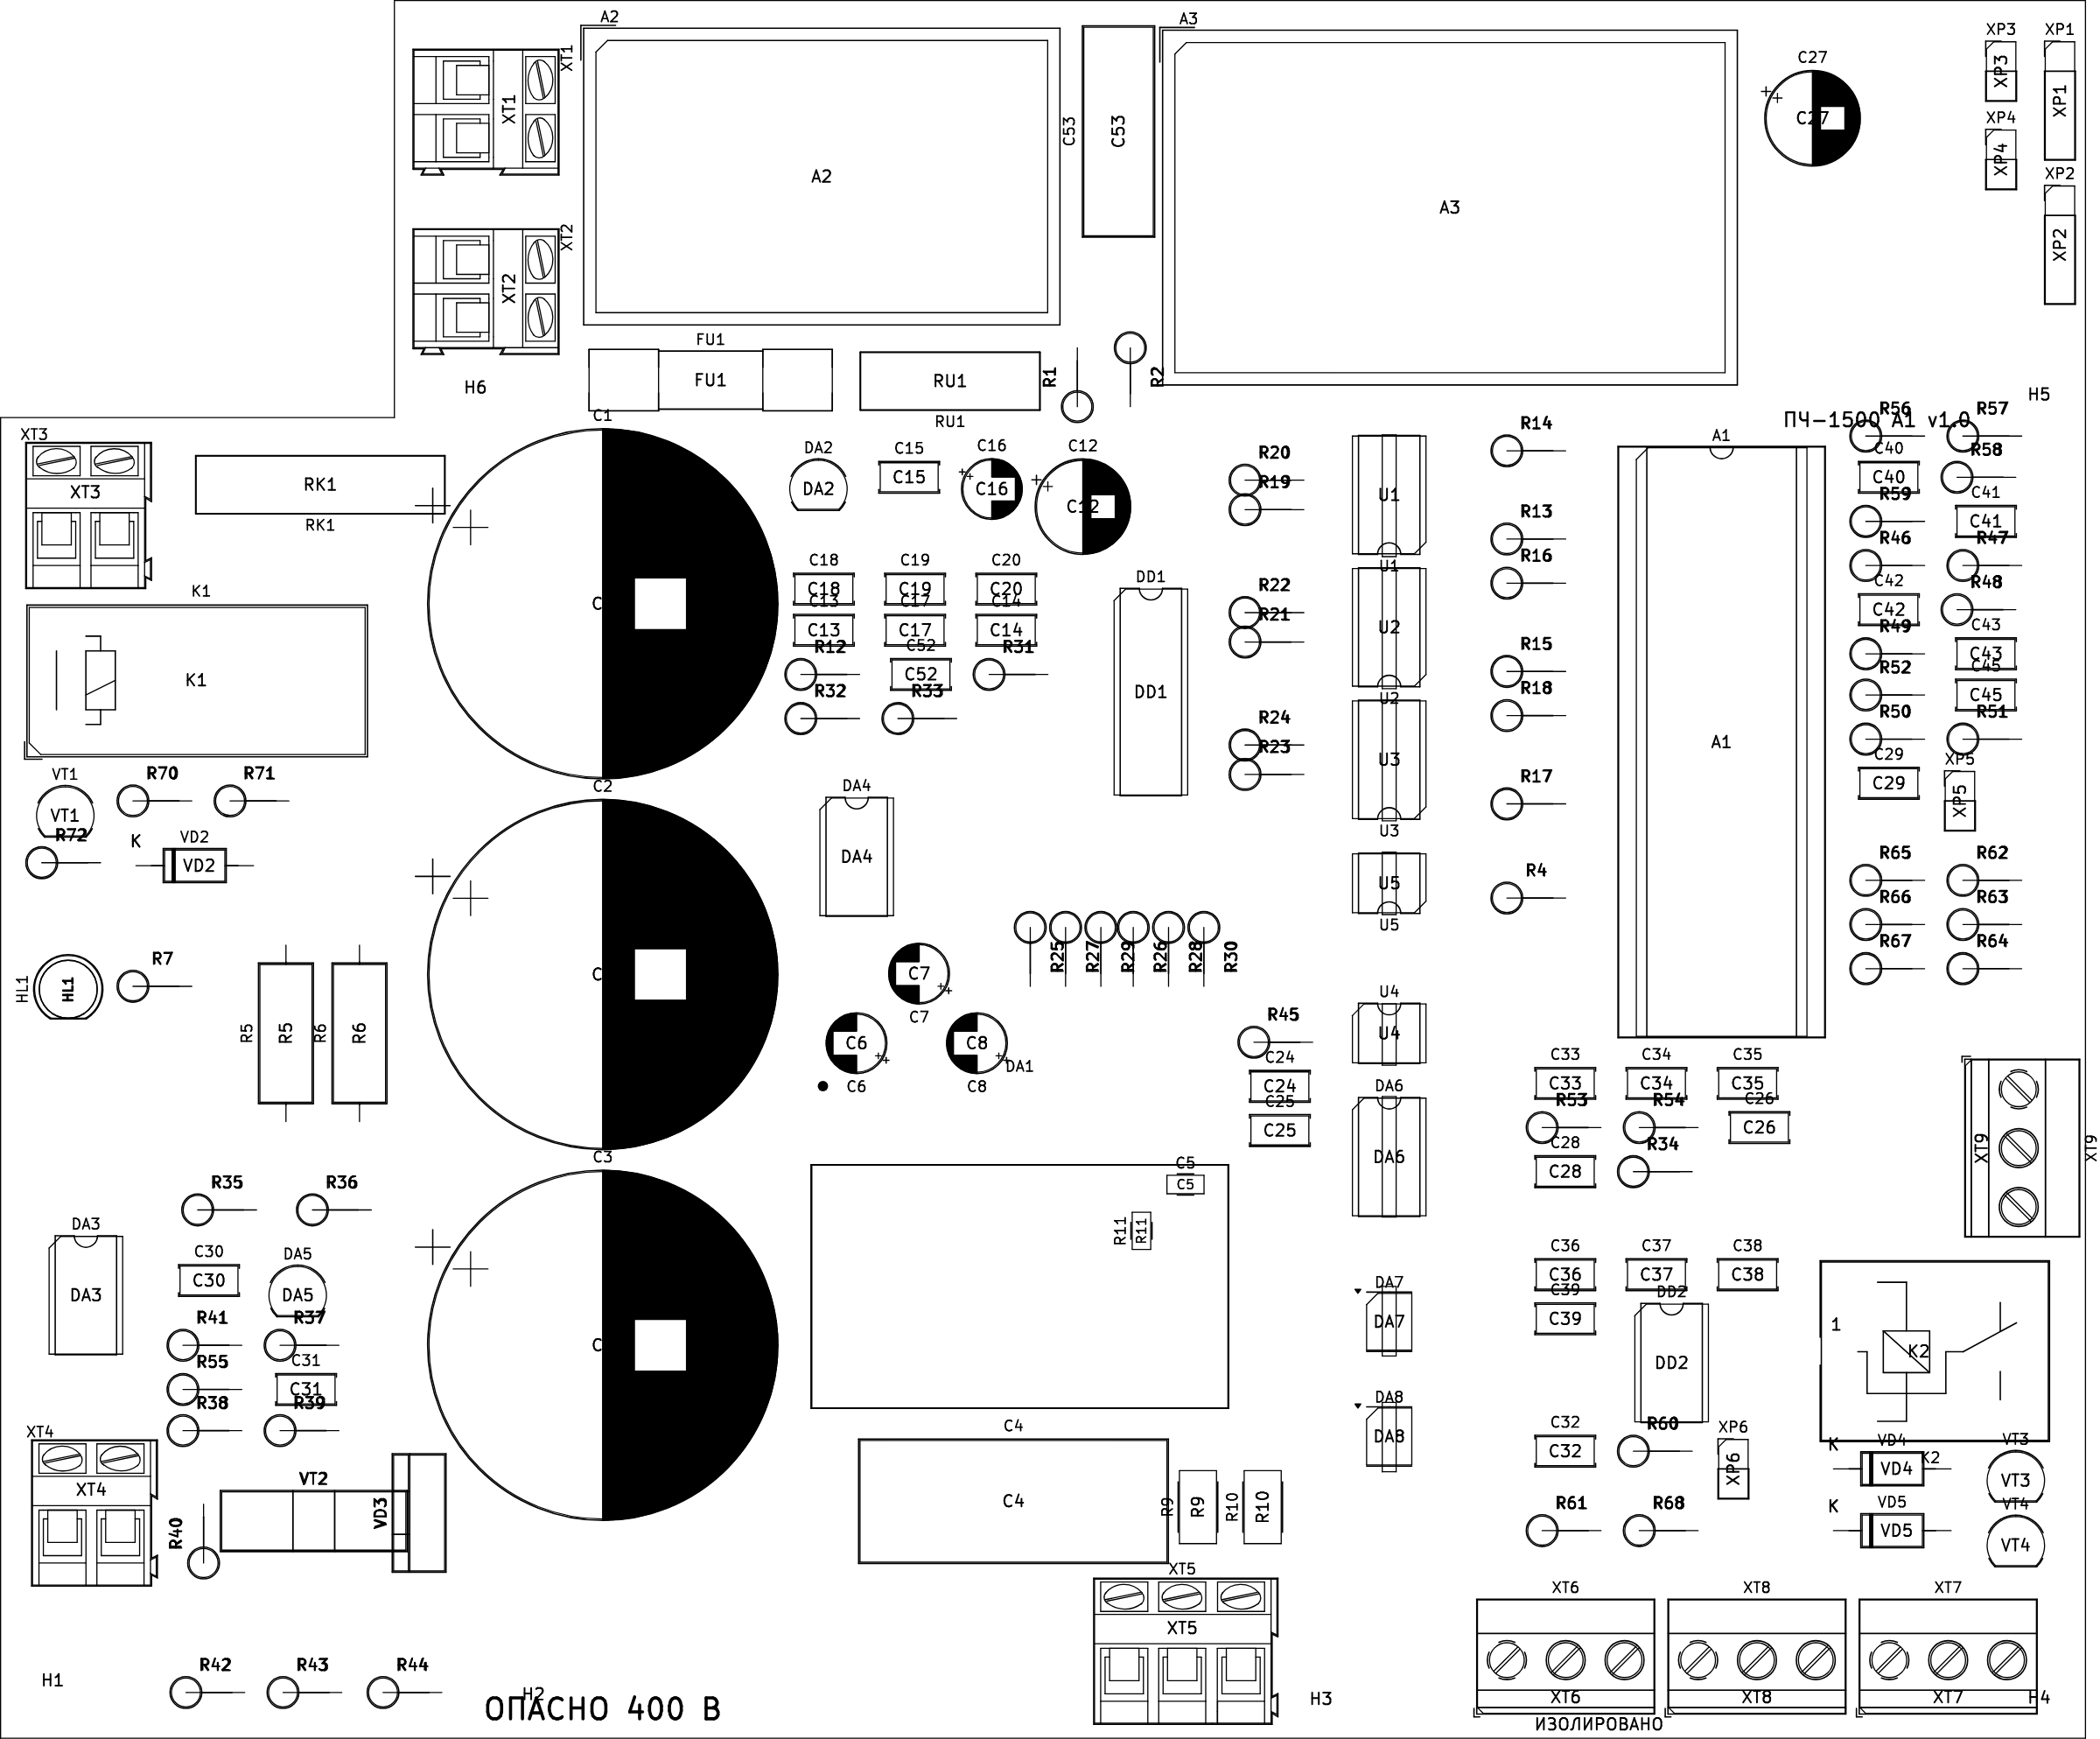 A2
A3
XP3
XP1
XT1
C27
XT1
C53
C53
XP3
XP1
C27
XP4
XP4
A2
XP2
A3
XT2
XT2
XP2
FU1
FU1
RU1
RU1
R1
R2
H6
H5
C1
ПЧ-1500 A1 v1.0
R56
R57
XT3
XT3
RK1
RK1
DA2
DA2
C15
C15
C16
C16
C12
C12
R20
R19
U1
U1
R14
A1
C40
C40
R58
R59
C41
C41
R13
R46
R47
K1
K1
C
C18
C18
C19
C19
C20
C20
C13
C13
C17
C17
C14
C14
DD1
DD1
R22
R21
U2
U2
R16
C42
C42
R48
R12
C52
C52
R31
R15
R49
C43
C43
R32
R33
R18
R52
C45
C45
R24
R23
U3
U3
A1
R50
R51
VT1
VT1
R70
R71
C2
DA4
DA4
R17
C29
C29
XP5
XP5
R72
K
VD2
VD2
U5
U5
R4
R65
R62
R66
R63
HL1
HL1
R7
C
C7
C7
R25
R27
R29
R26
R28
R30
R67
R64
R5
R5
R6
R6
C6
C6
C8
C8
DA1
R45
U4
U4
C24
C24
DA6
DA6
C33
C33
C34
C34
C35
C35
C25
C25
R53
R54
C26
C26
C28
C28
R34
XT9
XT9
C3
C5
C5
R11
R11
R35
R36
DA3
DA3
C30
C30
DA5
DA5
C36
C36
C37
C37
C38
C38
DA7
DA7
C39
C39
DD2
DD2
1
K2
R41
R37
C
R55
C31
C31
R38
R39
DA8
DA8
C4
C4
C32
C32
R60
XP6
XP6
K
VD4
VD4
K2
VT3
VT3
XT4
XT4
VT2
VD3
R40
R9
R9
R10
R10
R61
R68
K
VD5
VD5
VT4
VT4
XT5
XT5
XT6
XT8
XT7
R42
R43
R44
H1
H2
ОПАСНО 400 В
H3
XT6
XT8
XT7
H4
ИЗОЛИРОВАНО